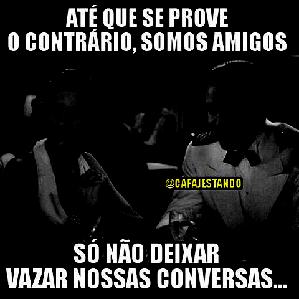 ATÉ QUE SE PROVE
O CONTRÁRIO, SOMOS AMIGOS
@CAFAJESTANDO
SÓ NÃO DEIXAR
VAZAR NOSSAS CONVERSAS...